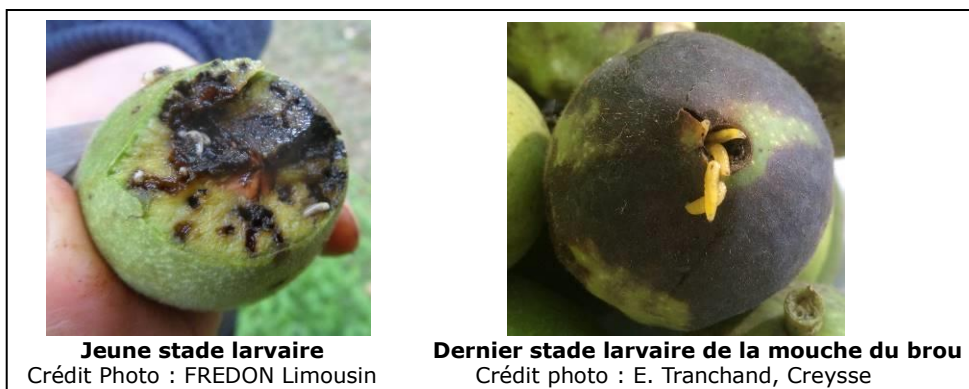 Jeune stade larvaire
Crédit Photo : FREDON Limousin
Dernier stade larvaire de la mouche du brou
Crédit photo : E. Tranchand, Creysse